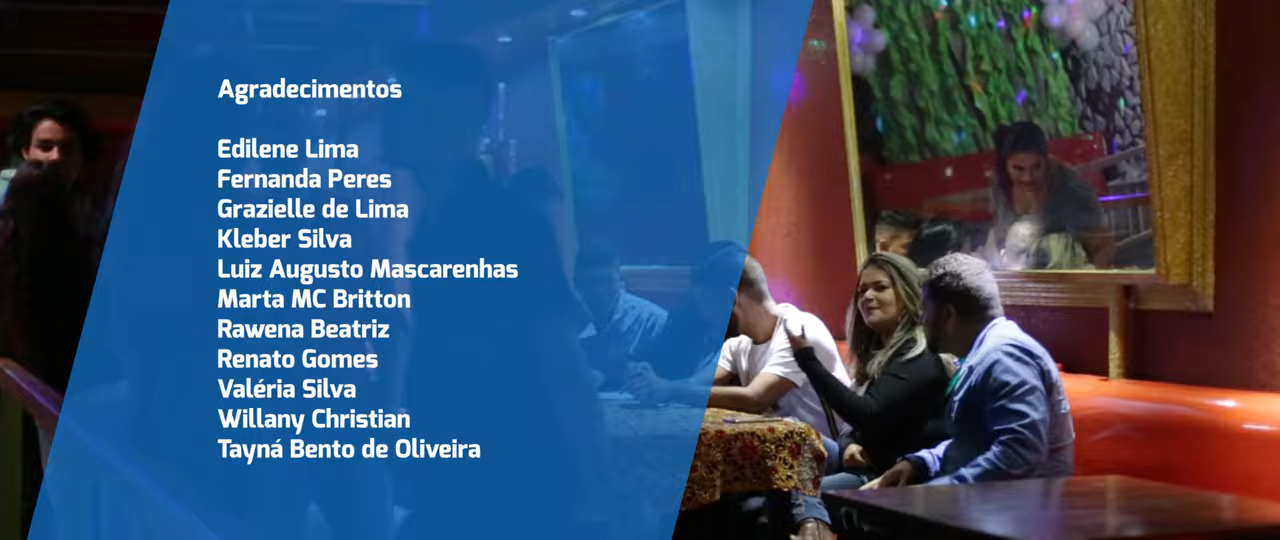 Agradecimentos
Edilene Lima
Fernanda Peres
Grazielle de Lima
Kleber Silva
Luiz Augusto Mascarenhas
Marta MC Britton
Rawena Beatriz
Renato Gomes
Valéria Silva
Willany Christian
Tayná Bento de Oliveira